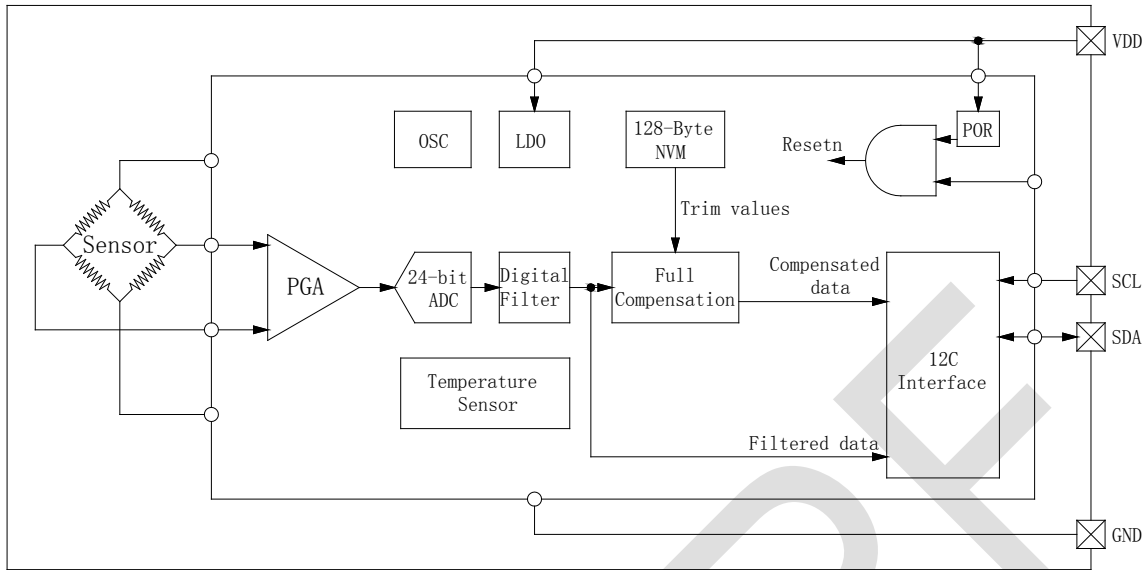 VDD
OSC
LDO
128-Byte
NVM
POR
Resetn
Trim values
Sensor
PGA
24-bit
ADC
Digital
Filter
Full
Compensation
Compensated
data
SCL
SDA
12C
Interface
Temperature
Sensor
Filtered data
GND